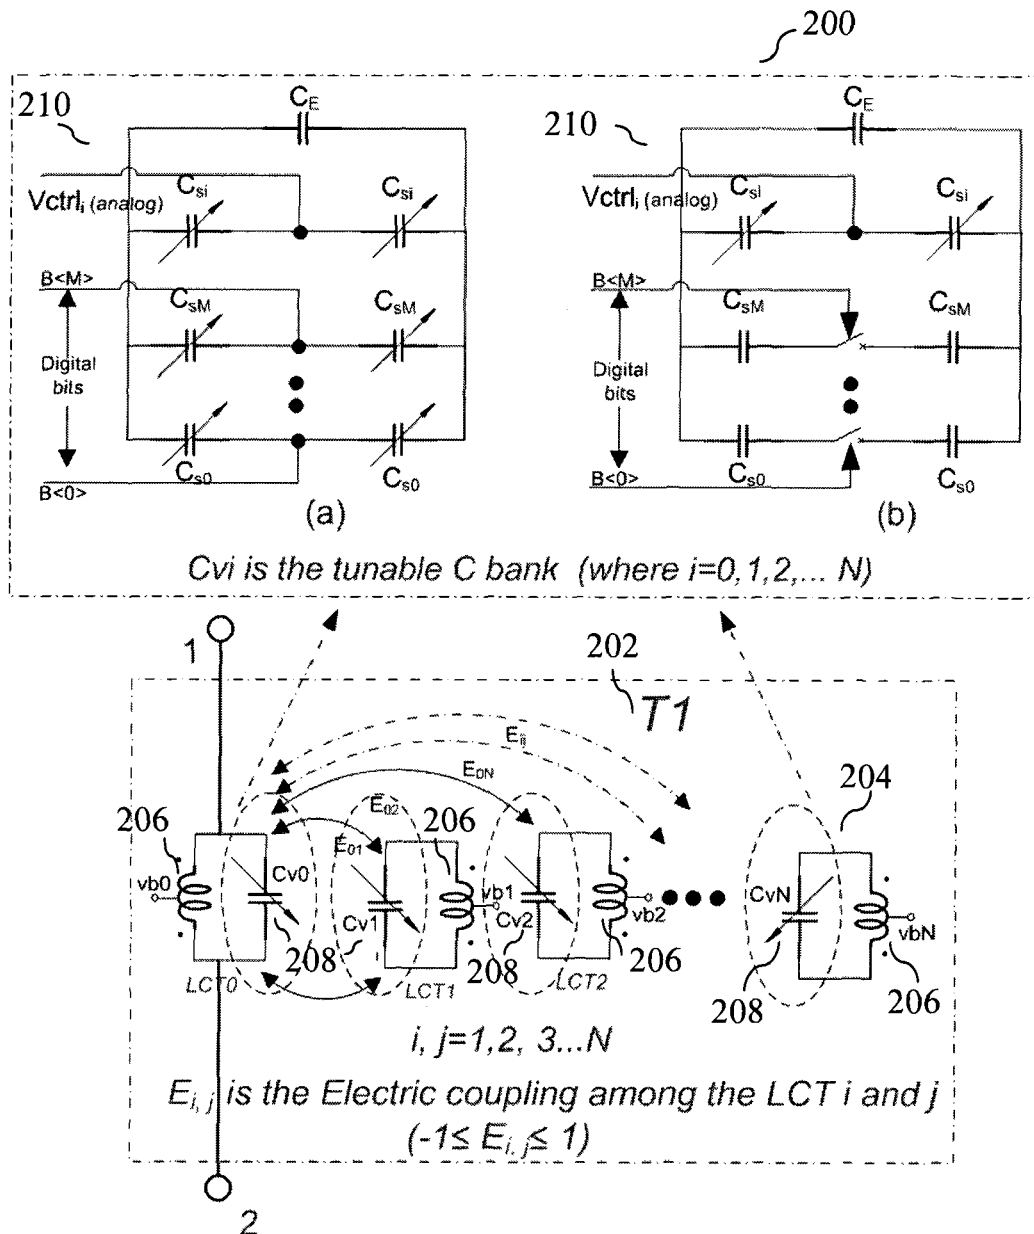 200
210
C_E
Vctrl_i (analog)
C_si
C_si
B<M>
C_sM
C_sM
Digital
bits
C_s0
C_s0
B<0>
(a)
210
C_E
Vctrl_i (analog)
C_si
C_si
B<M>
C_sM
C_sM
Digital
bits
C_s0
C_s0
B<0>
(b)
Cvi is the tunable C bank (where i=0,1,2,... N)
1
202
T1
E_ij
E_0N
E_02
E_01
204
206
vb0
Cv0
208
LCT0
206
Cv1
vb1
LCT1
Cv2
208
vb2
206
LCT2
CvN
vbN
208
206
i, j=1,2, 3...N
E_i, j is the Electric coupling among the LCT i and j
(-1≤ E_i, j ≤ 1)
2